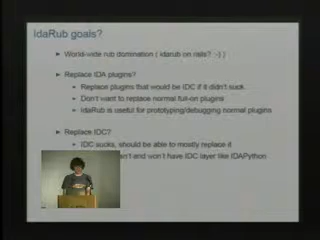 IdaRub goals?
World-wide rub domination ( idarub on rails? :-) )
Replace IDA plugins?
Replace plugins that would be IDC if it didn't suck
Don't want to replace normal full-on plugins
IdaRub is useful for prototyping/debugging normal plugins
Replace IDC?
IDC sucks, should be able to mostly replace it
and won't have IDC layer like IDAPython